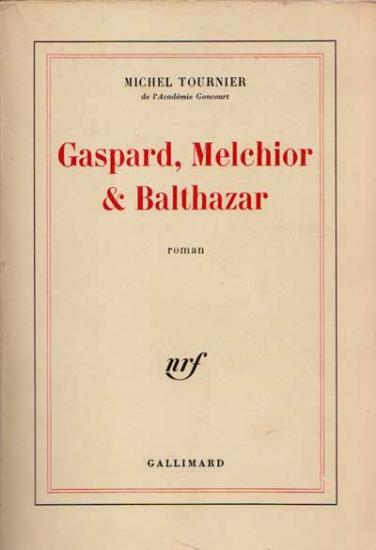 MICHEL TOURNIER
de l'Académie Goncourt
Gaspard, Melchior
& Balthazar
roman
nrf
GALLIMARD